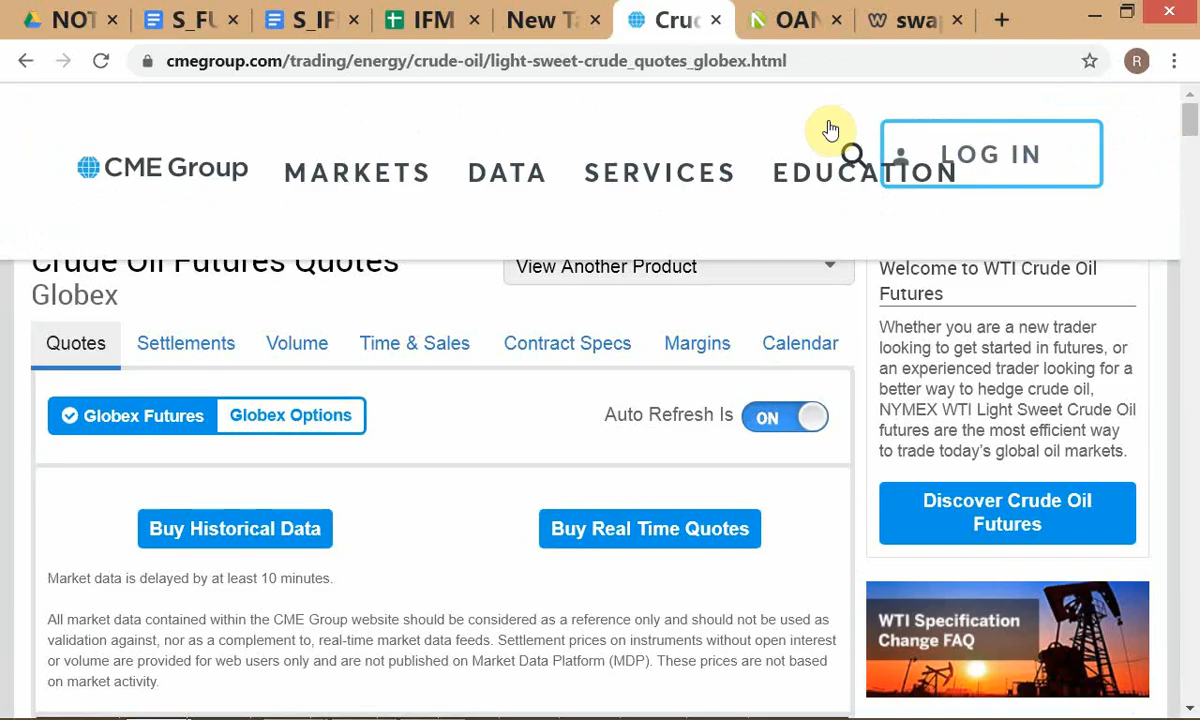 NOT
S_FU
S_IF
IFM
New Ta
Cruc
OAN
swap
cmegroup.com/trading/energy/crude-oil/light-sweet-crude_quotes_globex.html
R
CME Group
MARKETS
DATA
SERVICES
EDUCATION
LOG IN
Crude Oil Futures Quotes
Globex
View Another Product
Quotes
Settlements
Volume
Time & Sales
Contract Specs
Margins
Calendar
Globex Futures
Globex Options
Auto Refresh Is
ON
Buy Historical Data
Buy Real Time Quotes
Market data is delayed by at least 10 minutes.
All market data contained within the CME Group website should be considered as a reference only and should not be used as
validation against, nor as a complement to, real-time market data feeds. Settlement prices on instruments without open interest
or volume are provided for web users only and are not published on Market Data Platform (MDP). These prices are not based
on market activity.
Welcome to WTI Crude Oil
Futures
Whether you are a new trader
looking to get started in futures, or
an experienced trader looking for a
better way to hedge crude oil,
NYMEX WTI Light Sweet Crude Oil
futures are the most efficient way
to trade today's global oil markets.
Discover Crude Oil
Futures
WTI Specification
Change FAQ